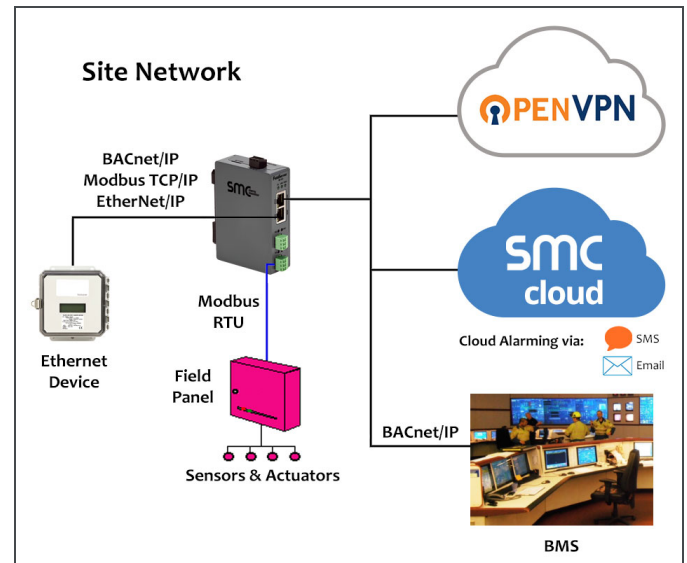 Site Network
OPENVPN
BACnet/IP
Modbus TCP/IP
EtherNet/IP
smc
smc
cloud
Modbus
RTU
Cloud Alarming via:
SMS
Email
Ethernet
Device
Field
Panel
BACnet/IP
Sensors & Actuators
BMS